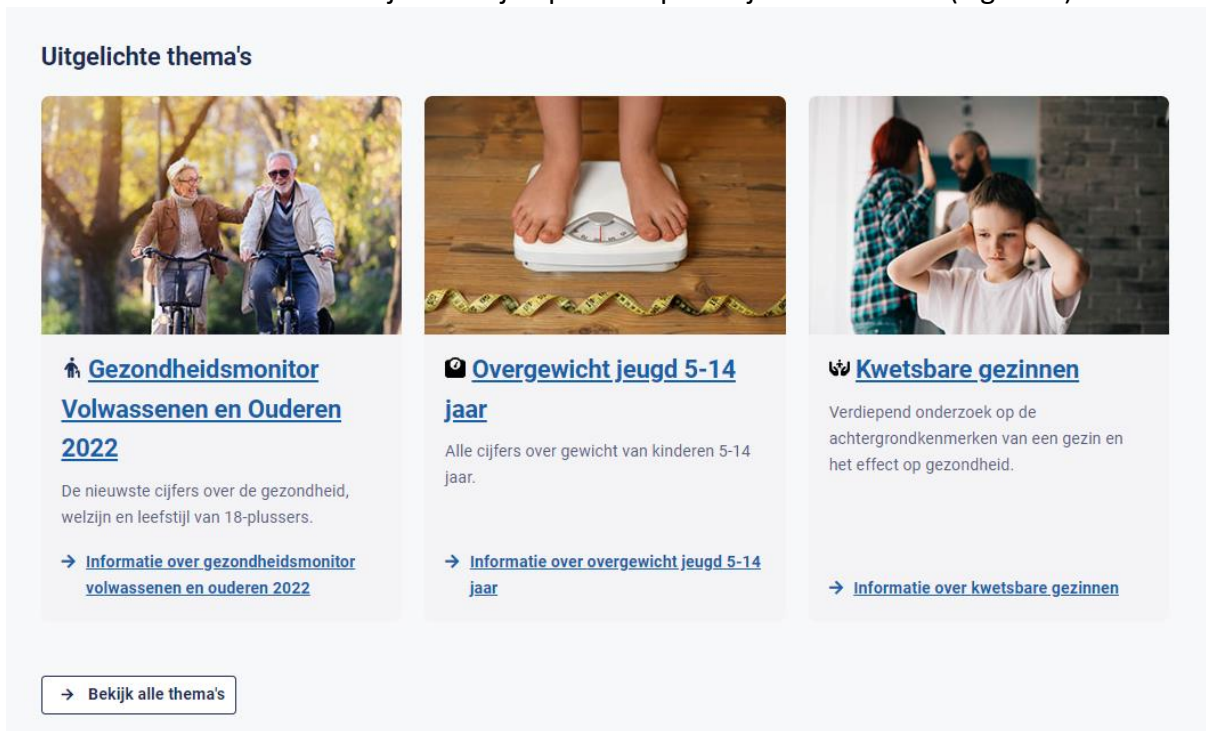 Uitgelichte thema's
Gezondheidsmonitor
Volwassenen en Ouderen
2022
De nieuwste cijfers over de gezondheid,
welzijn en leefstijl van 18-plussers.
Informatie over gezondheidsmonitor
volwassenen en ouderen 2022
Overgewicht jeugd 5-14
jaar
Alle cijfers over gewicht van kinderen 5-14
jaar.
Informatie over overgewicht jeugd 5-14
jaar
Kwetsbare gezinnen
Verdiepend onderzoek op de
achtergrondkenmerken van een gezin en
het effect op gezondheid.
Informatie over kwetsbare gezinnen
Bekijk alle thema's